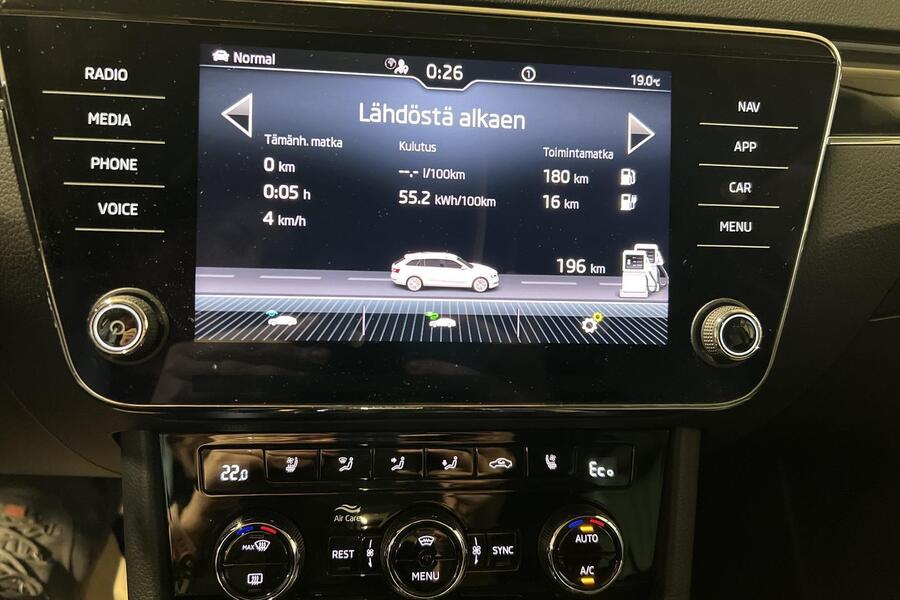 Normal
0:26
1
19.0°C
RADIO
MEDIA
PHONE
VOICE
NAV
APP
CAR
MENU
Lähdöstä alkaen
Tämänh. matka
0 km
0:05 h
4 km/h
Kulutus
--.- l/100km
55.2 kWh/100km
Toimintamatka
180 km
16 km
196 km
22.0
Eco
Air Care
MAX
REST
MENU
SYNC
AUTO
A/C